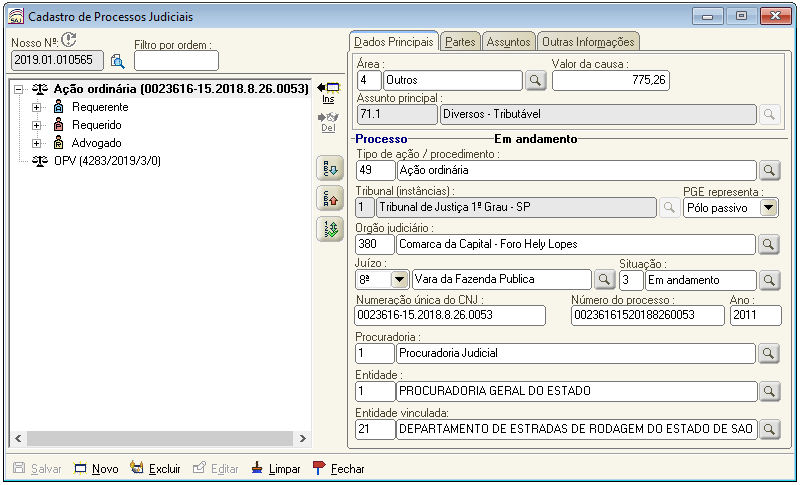 SAJ Cadastro de Processos Judiciais
Nosso Nº:
Filtro por ordem :
2019.01.010565
Ação ordinária (0023616-15.2018.8.26.0053)
Requerente
Requerido
Advogado
OPV (4283/2019/3/0)
Ins
Del
Dados Principais Partes Assuntos Outras Informações
Área : Valor da causa :
4 Outros 775,26
Assunto principal :
71.1 Diversos - Tributável
Processo Em andamento
Tipo de ação / procedimento :
49 Ação ordinária
Tribunal (instâncias) : PGE representa :
1 Tribunal de Justiça 1º Grau - SP Pólo passivo
Orgão judiciário :
380 Comarca da Capital - Foro Hely Lopes
Juízo : Situação :
8ª Vara da Fazenda Publica 3 Em andamento
Numeração única do CNJ : Número do processo : Ano :
0023616-15.2018.8.26.0053 00236161520188260053 2011
Procuradoria :
1 Procuradoria Judicial
Entidade :
1 PROCURADORIA GERAL DO ESTADO
Entidade vinculada:
21 DEPARTAMENTO DE ESTRADAS DE RODAGEM DO ESTADO DE SAO
Salvar Novo Excluir Editar Limpar Fechar